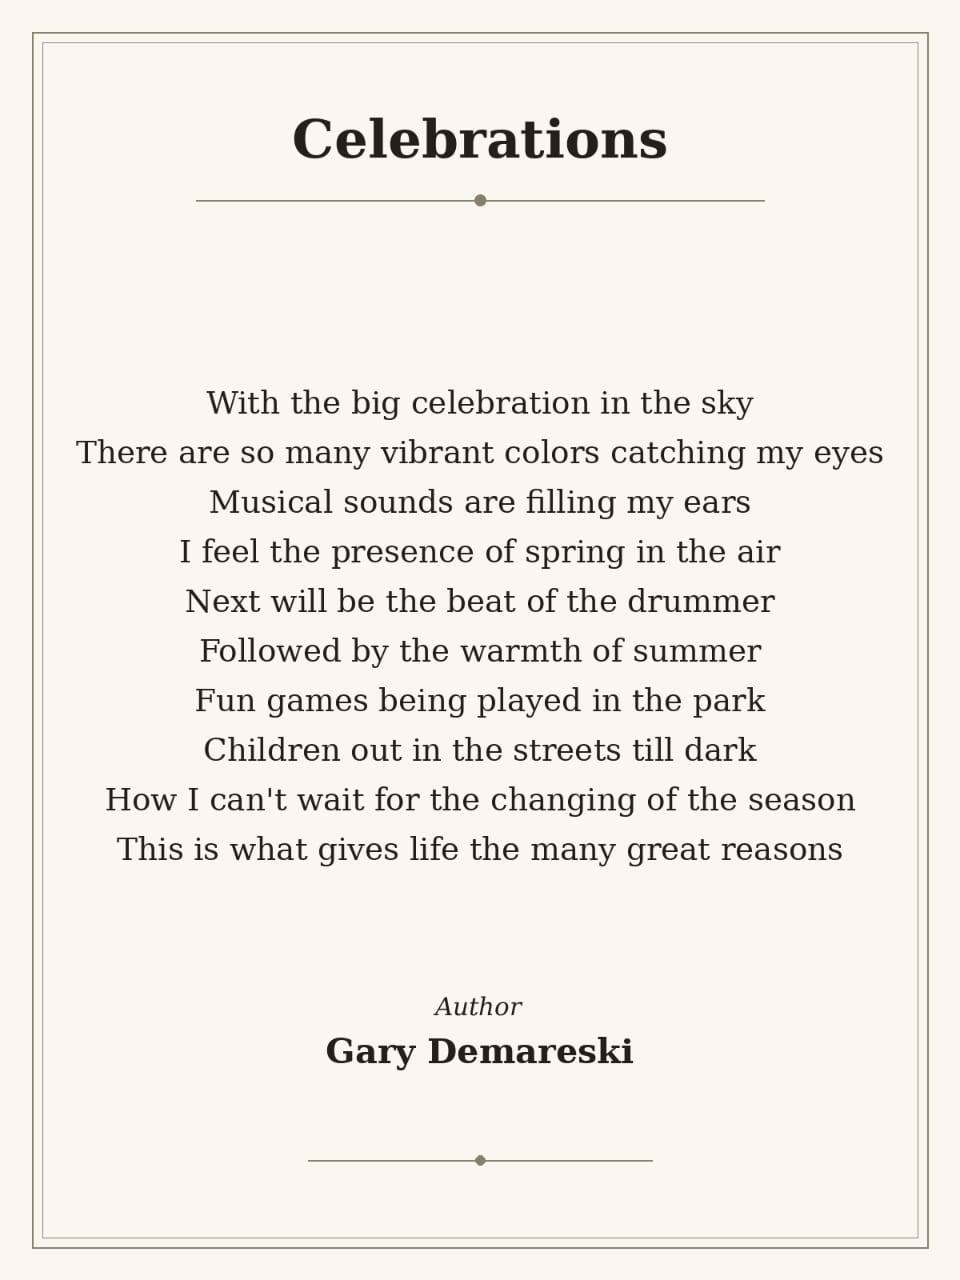 Celebrations
With the big celebration in the sky
There are so many vibrant colors catching my eyes
Musical sounds are filling my ears
I feel the presence of spring in the air
Next will be the beat of the drummer
Followed by the warmth of summer
Fun games being played in the park
Children out in the streets till dark
How I can't wait for the changing of the season
This is what gives life the many great reasons
Author
Gary Demareski